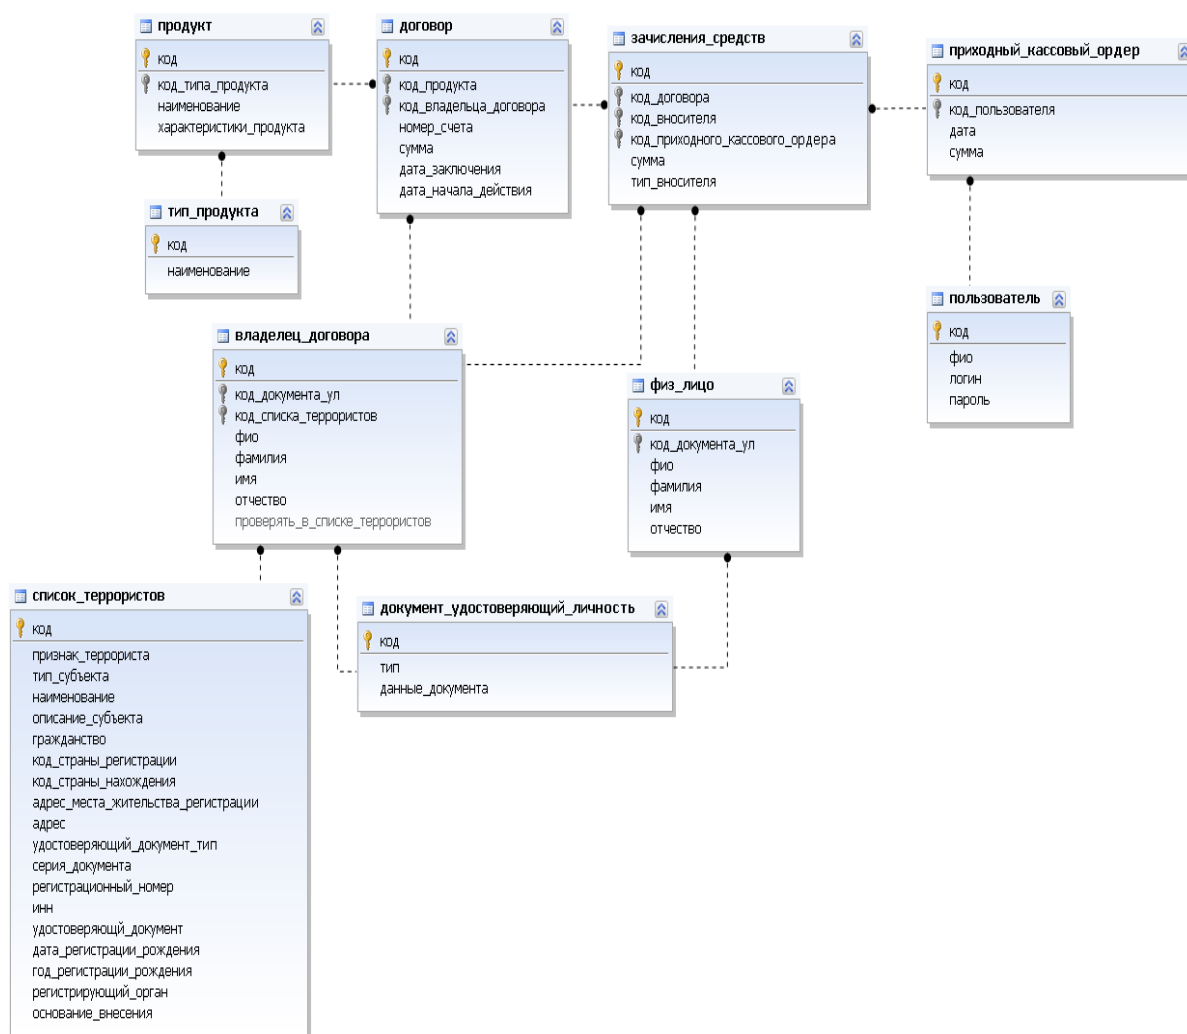 продукт
код
код_типа_продукта
наименование
характеристики_продукта
договор
код
код_продукта
код_владельца_договора
номер_счета
сумма
дата_заключения
дата_начала_действия
зачисления_средств
код
код_договора
код_вносителя
код_приходного_кассового_ордера
сумма
тип_вносителя
приходный_кассовый_ордер
код
код_пользователя
дата
сумма
тип_продукта
код
наименование
пользователь
код
фио
логин
пароль
владелец_договора
код
код_документа_ул
код_списка_террористов
фио
фамилия
имя
отчество
проверять_в_списке_террористов
физ_лицо
код
код_документа_ул
фио
фамилия
имя
отчество
список_террористов
код
признак_террориста
тип_субъекта
наименование
описание_субъекта
гражданство
код_страны_регистрации
код_страны_нахождения
адрес_места_жительства_регистрации
адрес
удостоверяющий_документ_тип
серия_документа
регистрационный_номер
инн
удостоверяющй_документ
дата_регистрации_рождения
год_регистрации_рождения
регистрирующий_орган
основание_внесения
документ_удостоверяющий_личность
код
тип
данные_документа